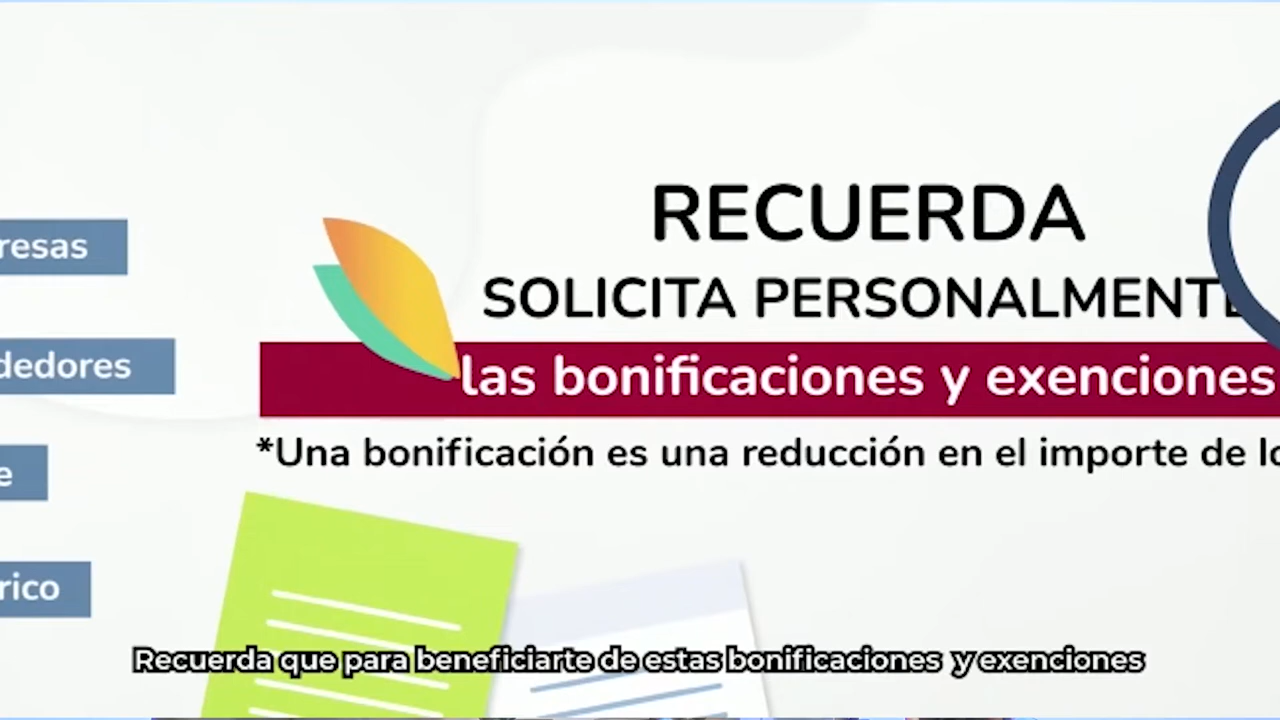 RECUERDA
resas
SOLICITA PERSONALMENTE
dedores
las bonificaciones y exenciones
*Una bonificación es una reducción en el importe de lo
e
rico
Recuerda que para beneficiarte de estas bonificaciones y exenciones